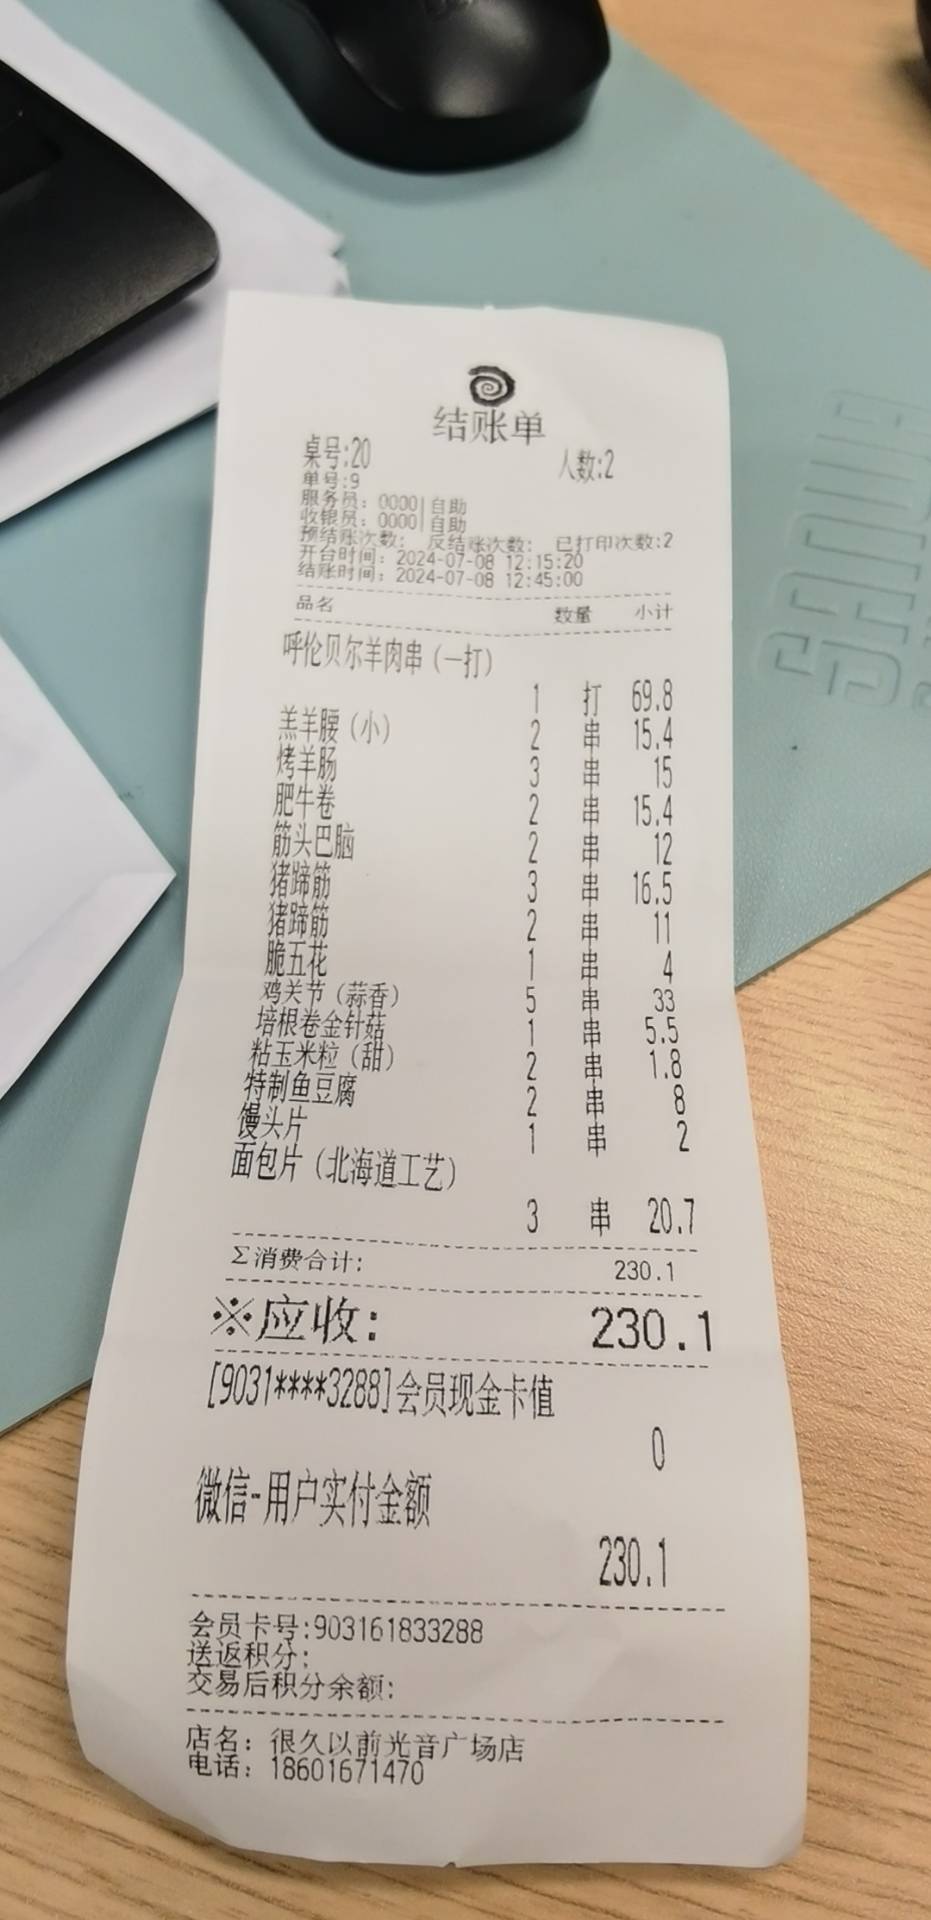 结账单
桌号:20 人数:2
单号:9
服务员: 0000|自助
收银员: 0000|自助
预结账次数: 反结账次数: 已打印次数:2
开台时间: 2024-07-08 12:15:20
结账时间: 2024-07-08 12:45:00
品名 数量 小计
呼伦贝尔羊肉串(一打)
1 打 69.8
羔羊腰(小) 2 串 15.4
烤羊肠 3 串 15
肥牛卷 2 串 15.4
筋头巴脑 2 串 12
猪蹄筋 3 串 16.5
猪蹄筋 2 串 11
脆五花 1 串 4
鸡关节(蒜香) 5 串 33
培根卷金针菇 1 串 5.5
粘玉米粒(甜) 2 串 1.8
特制鱼豆腐 2 串 8
馒头片 1 串 2
面包片(北海道工艺)
3 串 20.7
Σ消费合计: 230.1
※应收: 230.1
[9031****3288]会员现金卡值
0
微信-用户实付金额
230.1
会员卡号:903161833288
送返积分:
交易后积分余额:
店名: 很久以前光音广场店
电话: 18601671470